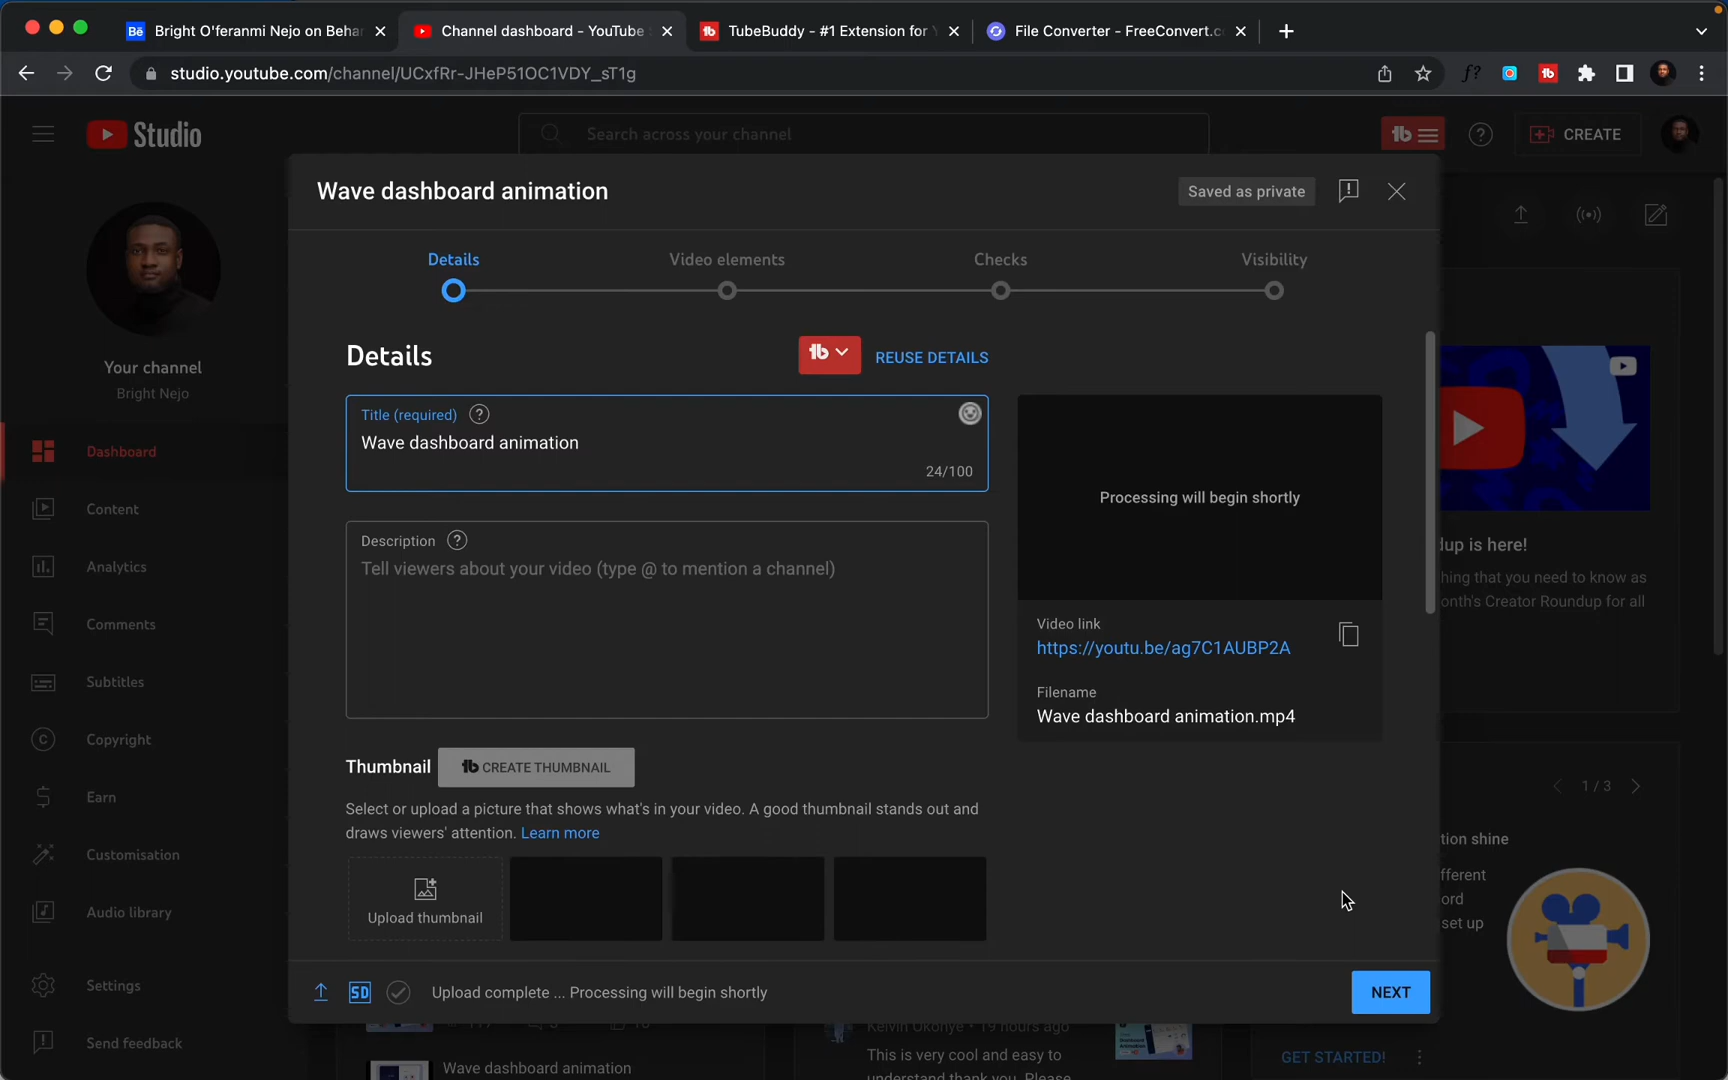 Bright O'feranmi Nejo on Beha
Channel dashboard - YouTube
TubeBuddy - #1 Extension for Y
File Converter - FreeConvert.c
studio.youtube.com/channel/UCxfRr-JHeP51OC1VDY_sT1g
Studio
Search across your channel
CREATE
Wave dashboard animation
Saved as private
Details
Video elements
Checks
Visibility
Your channel
Bright Nejo
Dashboard
Content
Analytics
Comments
Subtitles
Copyright
Earn
Customisation
Audio library
Settings
Send feedback
Details
REUSE DETAILS
Title (required)
Wave dashboard animation
24/100
Description
Tell viewers about your video (type @ to mention a channel)
Processing will begin shortly
Video link
https://youtu.be/ag7C1AUBP2A
Filename
Wave dashboard animation.mp4
Thumbnail
CREATE THUMBNAIL
Select or upload a picture that shows what's in your video. A good thumbnail stands out and
draws viewers' attention. Learn more
Upload thumbnail
SD
Upload complete ... Processing will begin shortly
NEXT
up is here!
hing that you need to know as
onth's Creator Roundup for all
1 / 3
tion shine
fferent
ord
set up
GET STARTED!
Wave dashboard animation
Kelvin Okonye • 19 hours ago
This is very cool and easy to
understand thank you. Please